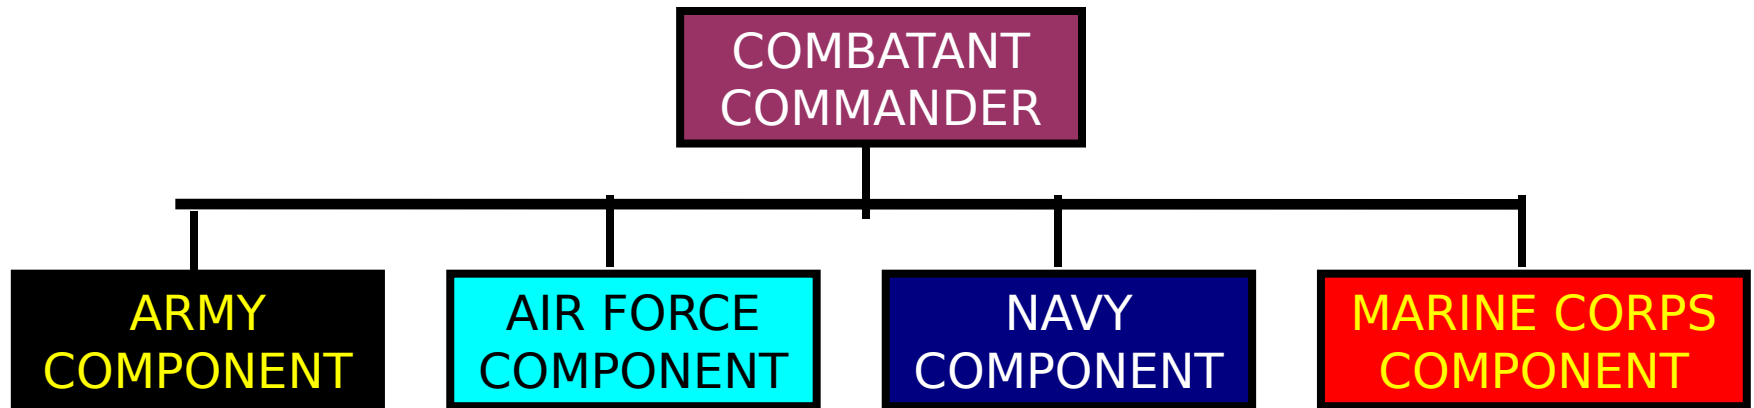 COMBATANT
COMMANDER
ARMY
COMPONENT
AIR FORCE
COMPONENT
NAVY
COMPONENT
MARINE CORPS
COMPONENT